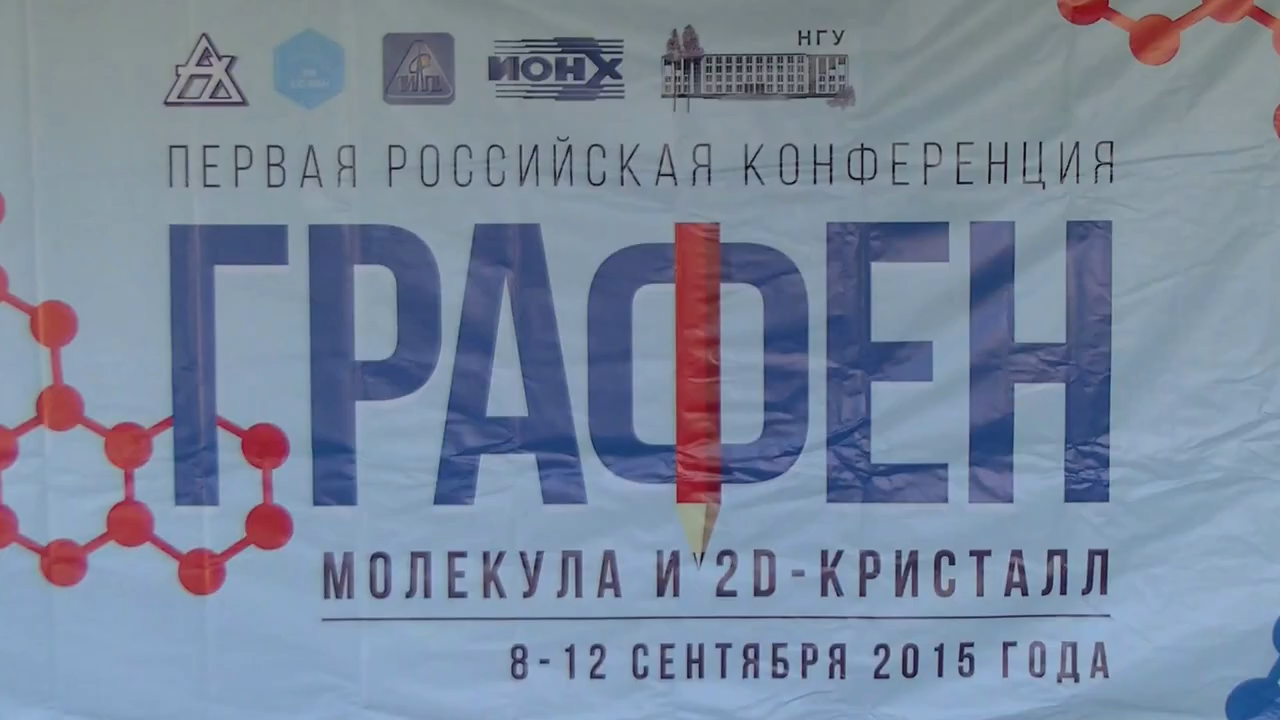 НГУ
ИОНХ
ПЕРВАЯ РОССИЙСКАЯ КОНФЕРЕНЦИЯ
ГРАФЕН
МОЛЕКУЛА И 2D-КРИСТАЛЛ
8-12 СЕНТЯБРЯ 2015 ГОДА